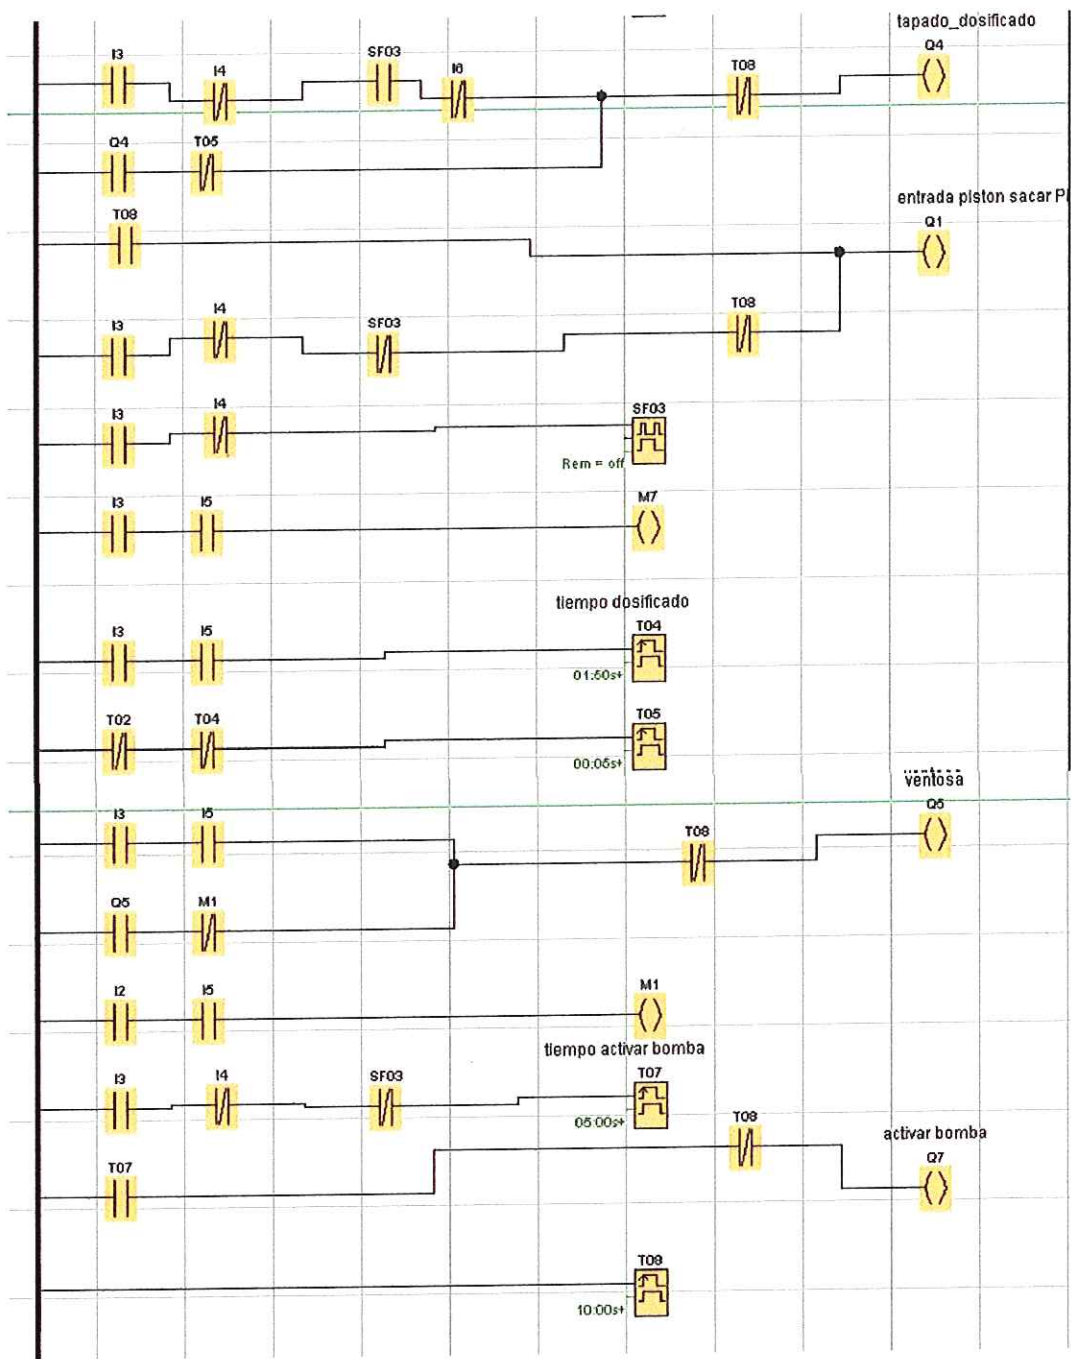 tapado_dosificado
I3 I4 SF03 I6 T08 Q4
Q4 T05
entrada piston sacar Pl
T08 Q1
I3 I4 SF03 T08
I3 I4 SF03
Rem = off
I3 I5 M7
tiempo dosificado
I3 I5 T04
01:50s+
T02 T04 T05
00:05s+
ventosa
I3 I5 T08 Q5
Q5 M1
I2 I5 M1
tiempo activar bomba
I3 I4 SF03 T07
05:00s+
activar bomba
T07 T08 Q7
T08
10:00s+